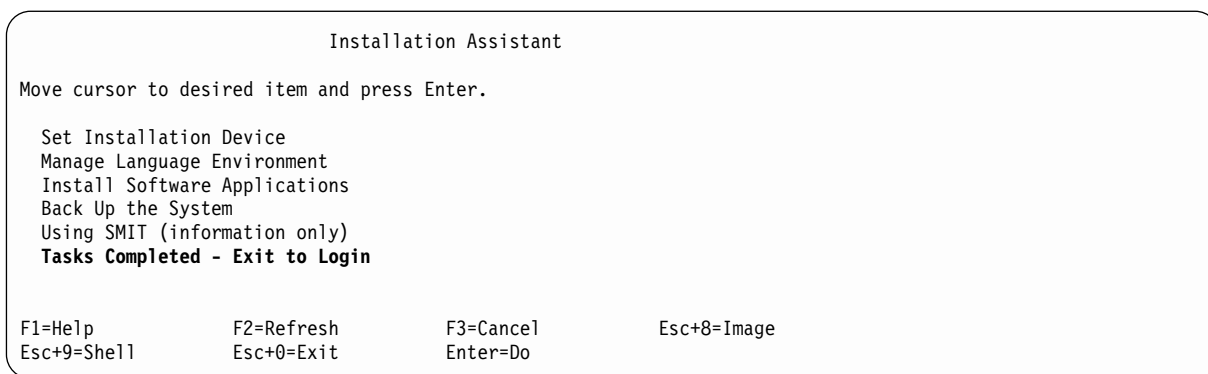 Installation Assistant
Move cursor to desired item and press Enter.
Set Installation Device
Manage Language Environment
Install Software Applications
Back Up the System
Using SMIT (information only)
Tasks Completed - Exit to Login
F1=Help F2=Refresh F3=Cancel Esc+8=Image
Esc+9=Shell Esc+0=Exit Enter=Do